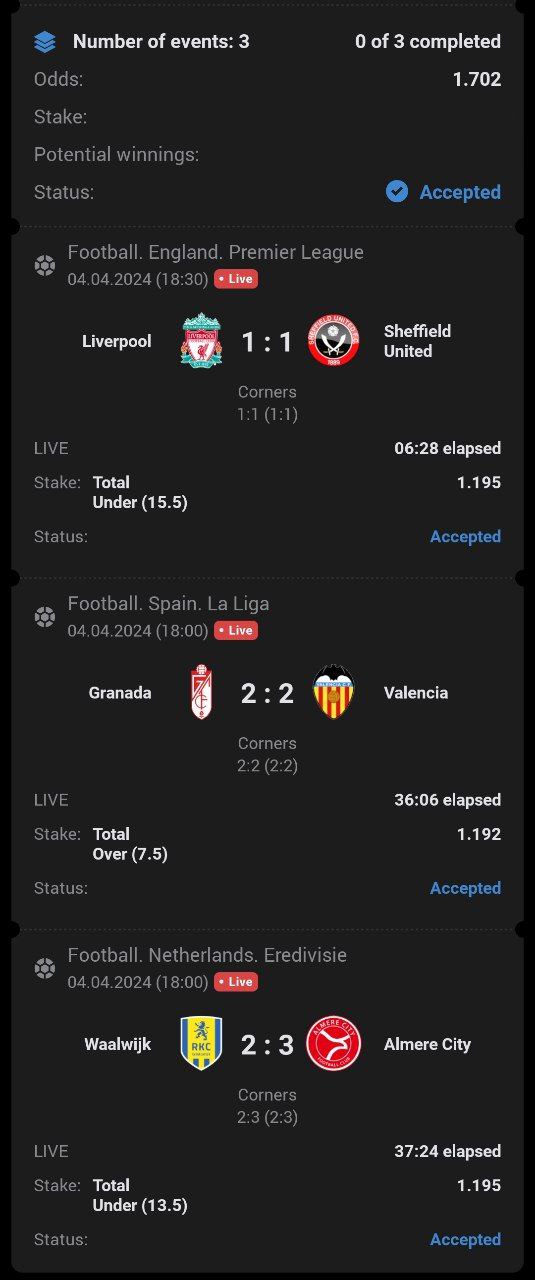 Number of events: 3 0 of 3 completed
Odds: 1.702
Stake:
Potential winnings:
Status: Accepted
Football. England. Premier League
04.04.2024 (18:30) • Live
Liverpool 1 : 1 Sheffield United
Corners
1:1 (1:1)
LIVE 06:28 elapsed
Stake: Total 1.195
Under (15.5)
Status: Accepted
Football. Spain. La Liga
04.04.2024 (18:00) • Live
Granada 2 : 2 Valencia
Corners
2:2 (2:2)
LIVE 36:06 elapsed
Stake: Total 1.192
Over (7.5)
Status: Accepted
Football. Netherlands. Eredivisie
04.04.2024 (18:00) • Live
Waalwijk RKC 2 : 3 Almere City
Corners
2:3 (2:3)
LIVE 37:24 elapsed
Stake: Total 1.195
Under (13.5)
Status: Accepted